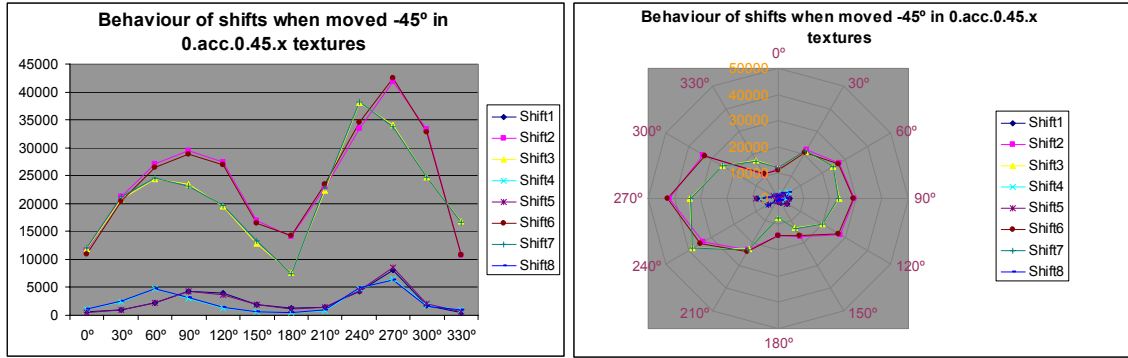 Behaviour of shifts when moved -45º in
0.acc.0.45.x textures
45000
40000
35000
30000
25000
20000
15000
10000
5000
0
0º 30º 60º 90º 120º 150º 180º 210º 240º 270º 300º 330º
Shift1
Shift2
Shift3
Shift4
Shift5
Shift6
Shift7
Shift8
Behaviour of shifts when moved -45º in 0.acc.0.45.x
textures
0º
30º
60º
90º
120º
150º
180º
210º
240º
270º
300º
330º
50000
40000
30000
20000
10000
Shift1
Shift2
Shift3
Shift4
Shift5
Shift6
Shift7
Shift8